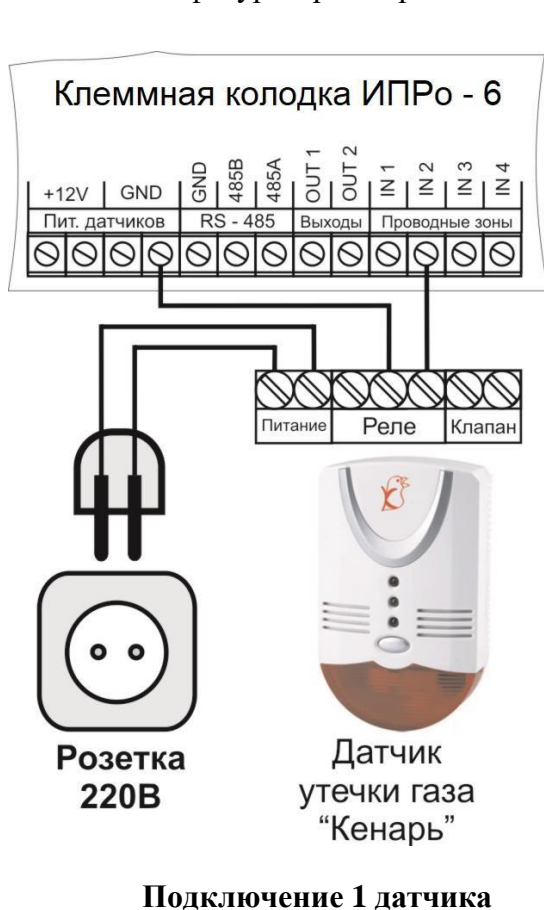 Клеммная колодка ИПРо - 6
+12V GND GND 485B 485A OUT 1 OUT 2 IN 1 IN 2 IN 3 IN 4
Пит. датчиков RS - 485 Выходы Проводные зоны
Питание Реле Клапан
Розетка
220В
Датчик
утечки газа
“Кенарь”
Подключение 1 датчика